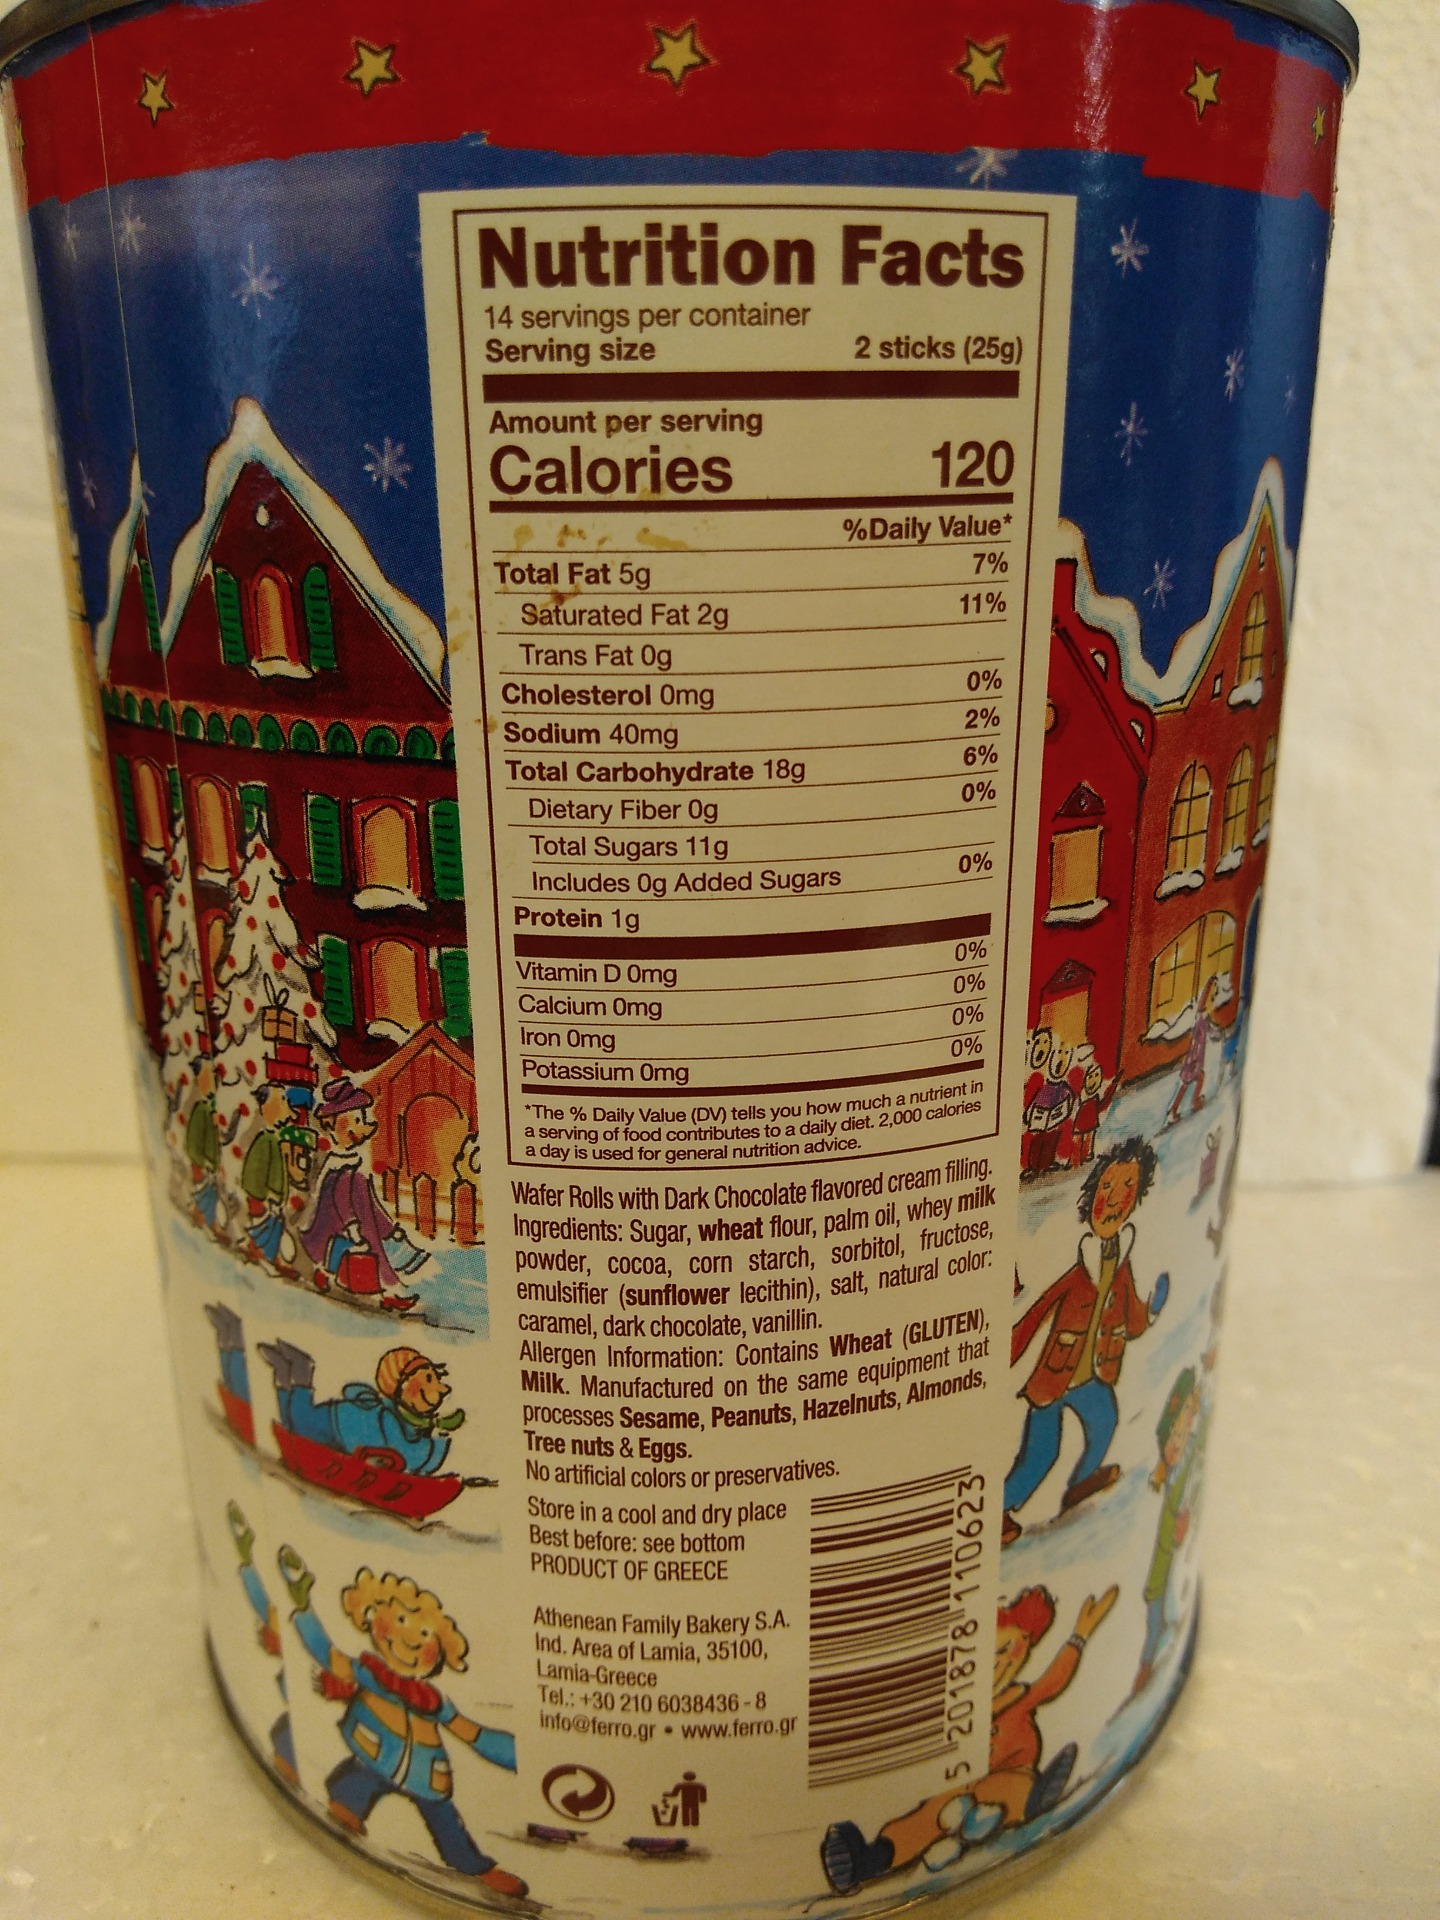 Nutrition Facts
14 servings per container
Serving size 2 sticks (25g)
Amount per serving
Calories 120
%Daily Value*
Total Fat 5g 7%
Saturated Fat 2g 11%
Trans Fat 0g
Cholesterol 0mg 0%
Sodium 40mg 2%
Total Carbohydrate 18g 6%
Dietary Fiber 0g 0%
Total Sugars 11g
Includes 0g Added Sugars 0%
Protein 1g
Vitamin D 0mg 0%
Calcium 0mg 0%
Iron 0mg 0%
Potassium 0mg 0%
*The % Daily Value (DV) tells you how much a nutrient in
a serving of food contributes to a daily diet. 2,000 calories
a day is used for general nutrition advice.
Wafer Rolls with Dark Chocolate flavored cream filling.
Ingredients: Sugar, wheat flour, palm oil, whey milk
powder, cocoa, corn starch, sorbitol, fructose,
emulsifier (sunflower lecithin), salt, natural color:
caramel, dark chocolate, vanillin.
Allergen Information: Contains Wheat (GLUTEN),
Milk. Manufactured on the same equipment that
processes Sesame, Peanuts, Hazelnuts, Almonds,
Tree nuts & Eggs.
No artificial colors or preservatives.
Store in a cool and dry place
Best before: see bottom
PRODUCT OF GREECE
Athenean Family Bakery S.A.
Ind. Area of Lamia, 35100,
Lamia-Greece
Tel.: +30 210 6038436 - 8
info@ferro.gr • www.ferro.gr
5 201878 110623